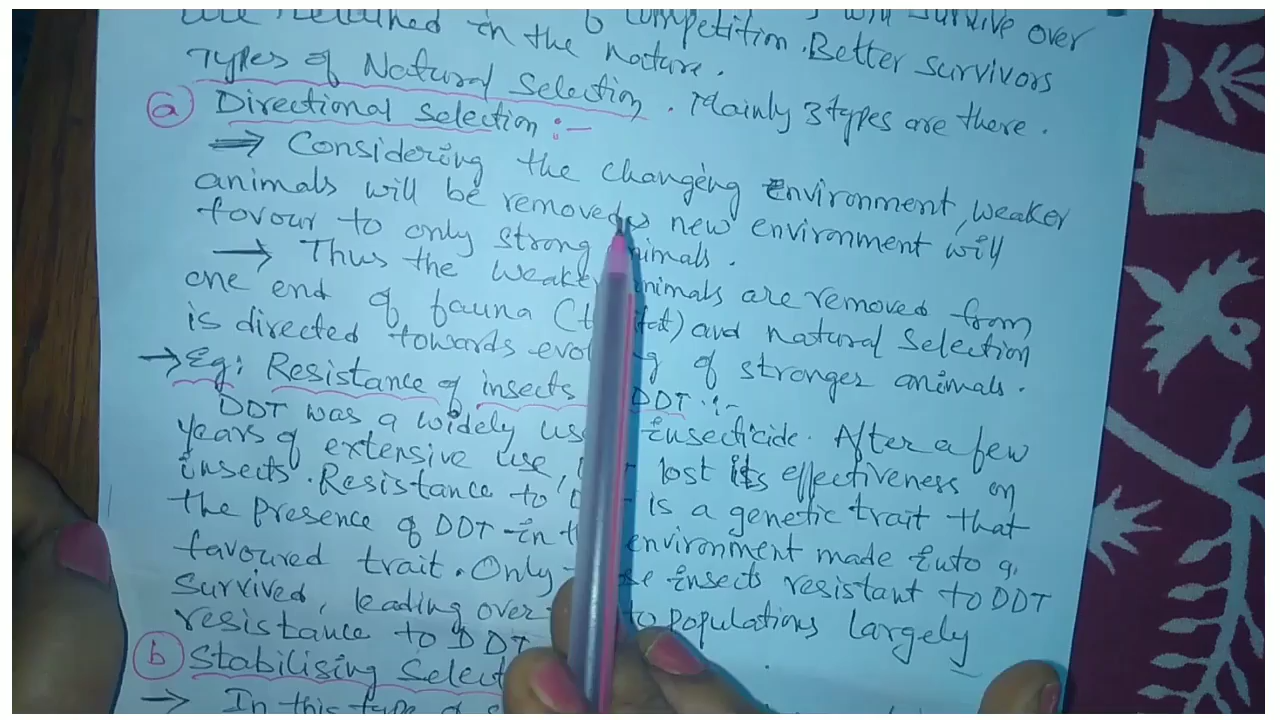 are retained in the competition will survive over
in the Nature. Better survivors
Types of Natural Selection. Mainly 3 types are there.
a) Directional Selection :-
⇒ Considering the changing Environment, weaker
animals will be removed & new environment will
favour to only strong animals.
→ Thus the weaker animals are removed from
one end of fauna ( ) and natural selection
is directed towards of stronger animals.
→ Eg: Resistance of insects DDT :-
DDT was a widely insecticide. After a few
years of extensive use, lost its effectiveness on
insects. Resistance to is a genetic trait that
the presence of DDT in environment made into a
favoured trait. Only insects resistant to DDT
survived, leading over to populations largely
resistance to DDT
b) Stabilising
→ In this type of